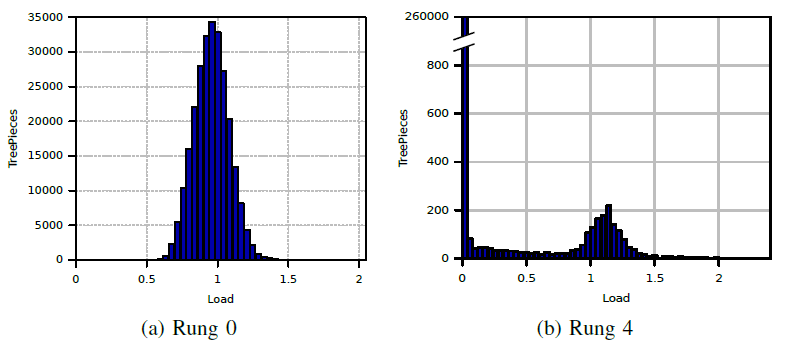 35000
30000
25000
20000
15000
10000
5000
0
TreePieces
0 0.5 1 1.5 2
Load
(a) Rung 0
260000
800
600
400
200
0
TreePieces
0 0.5 1 1.5 2
Load
(b) Rung 4